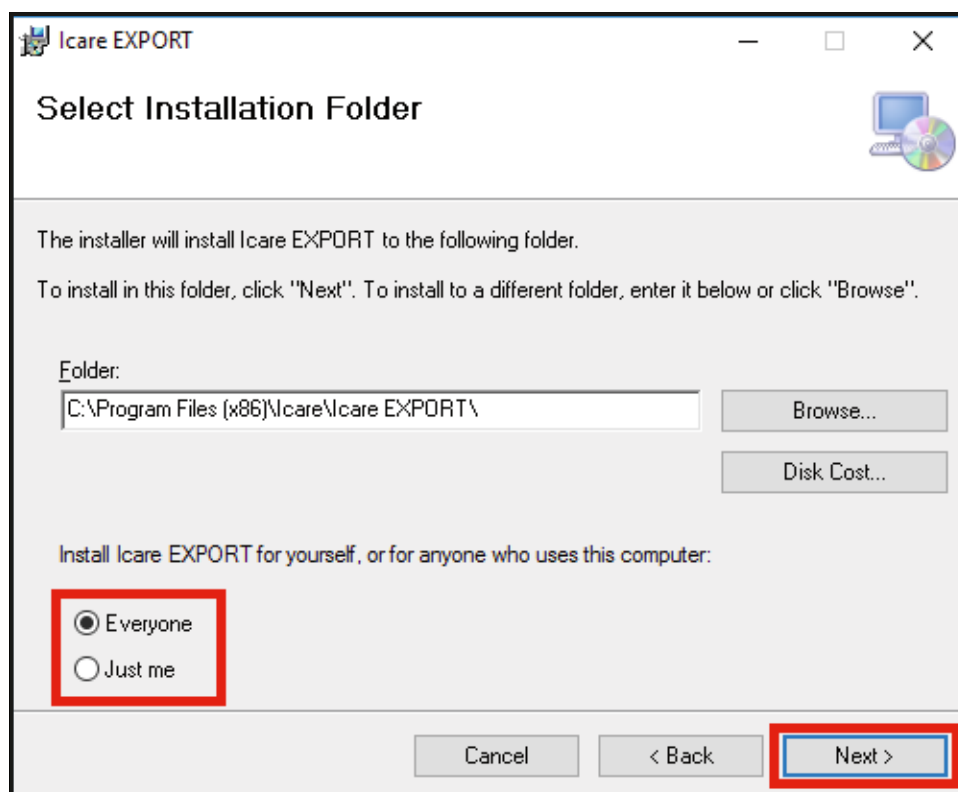 Icare EXPORT
Select Installation Folder
The installer will install Icare EXPORT to the following folder.
To install in this folder, click "Next". To install to a different folder, enter it below or click "Browse".
Folder:
C:\Program Files (x86)\Icare\Icare EXPORT\
Browse...
Disk Cost...
Install Icare EXPORT for yourself, or for anyone who uses this computer:
Everyone
Just me
Cancel
< Back
Next >